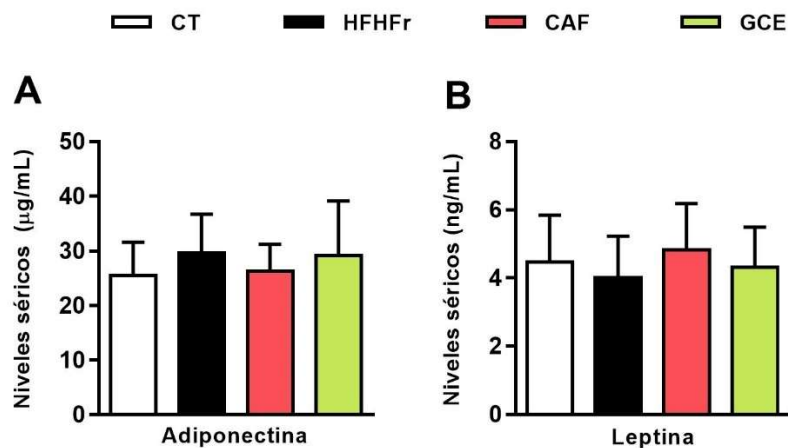 CT HFHFr CAF GCE
A
Niveles séricos (μg/mL)
50
40
30
20
10
0
Adiponectina
B
Niveles séricos (ng/mL)
8
6
4
2
0
Leptina